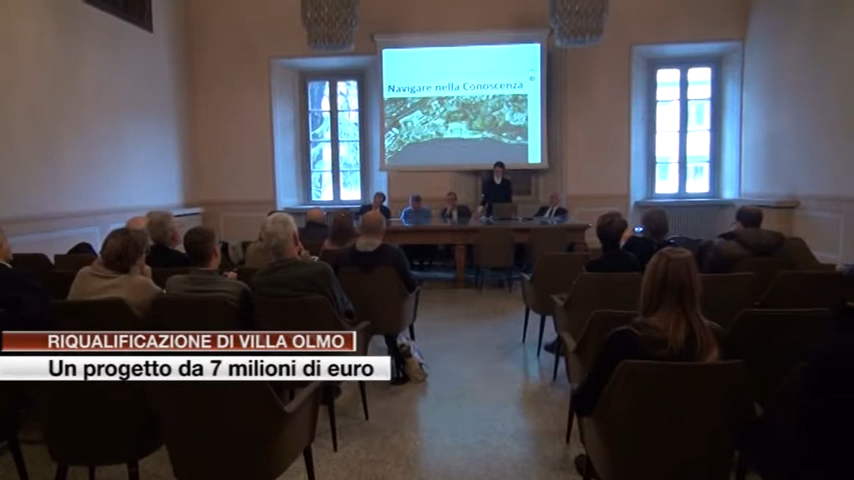 Navigare nella Conoscenza
RIQUALIFICAZIONE DI VILLA OLMO
Un progetto da 7 milioni di euro